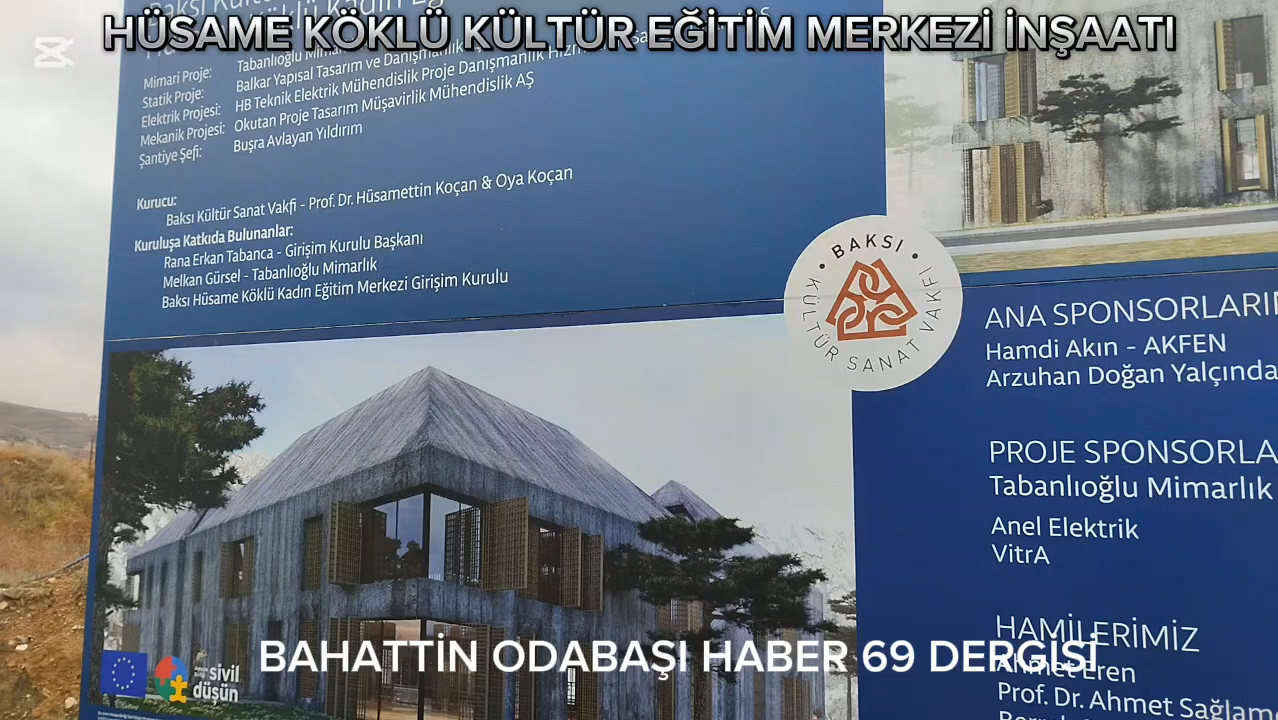 HÜSAME KÖKLÜ KÜLTÜR EĞİTİM MERKEZİ İNŞAATI
Baksı
Mimari Proje: Tabanlıoğlu
Statik Proje: Balkar Yapısal Tasarım ve Danışmanlık
Elektrik Projesi: HB Teknik Elektrik Mühendislik Proje Danışmanlık
Mekanik Projesi: Okutan Proje Tasarım Müşavirlik Mühendislik AŞ
Şantiye Şefi: Buşra Avlayan Yıldırım
Kurucu:
Baksı Kültür Sanat Vakfı - Prof. Dr. Hüsamettin Koçan & Oya Koçan
Kuruluşa Katkıda Bulunanlar:
Rana Erkan Tabanca - Girişim Kurulu Başkanı
Melkan Gürsel - Tabanlıoğlu Mimarlık
Baksı Hüsame Köklü Kadın Eğitim Merkezi Girişim Kurulu
• BAKSI •
KÜLTÜR SANAT VAKFI
ANA SPONSORLARI
Hamdi Akın - AKFEN
Arzuhan Doğan Yalçında
PROJE SPONSORLA
Tabanlıoğlu Mimarlık
Anel Elektrik
VitrA
HAMİLERİMİZ
Ahmet Eren
Prof. Dr. Ahmet Sağlam
sivil
düşün
BAHATTİN ODABAŞI HABER 69 DERGİSİ